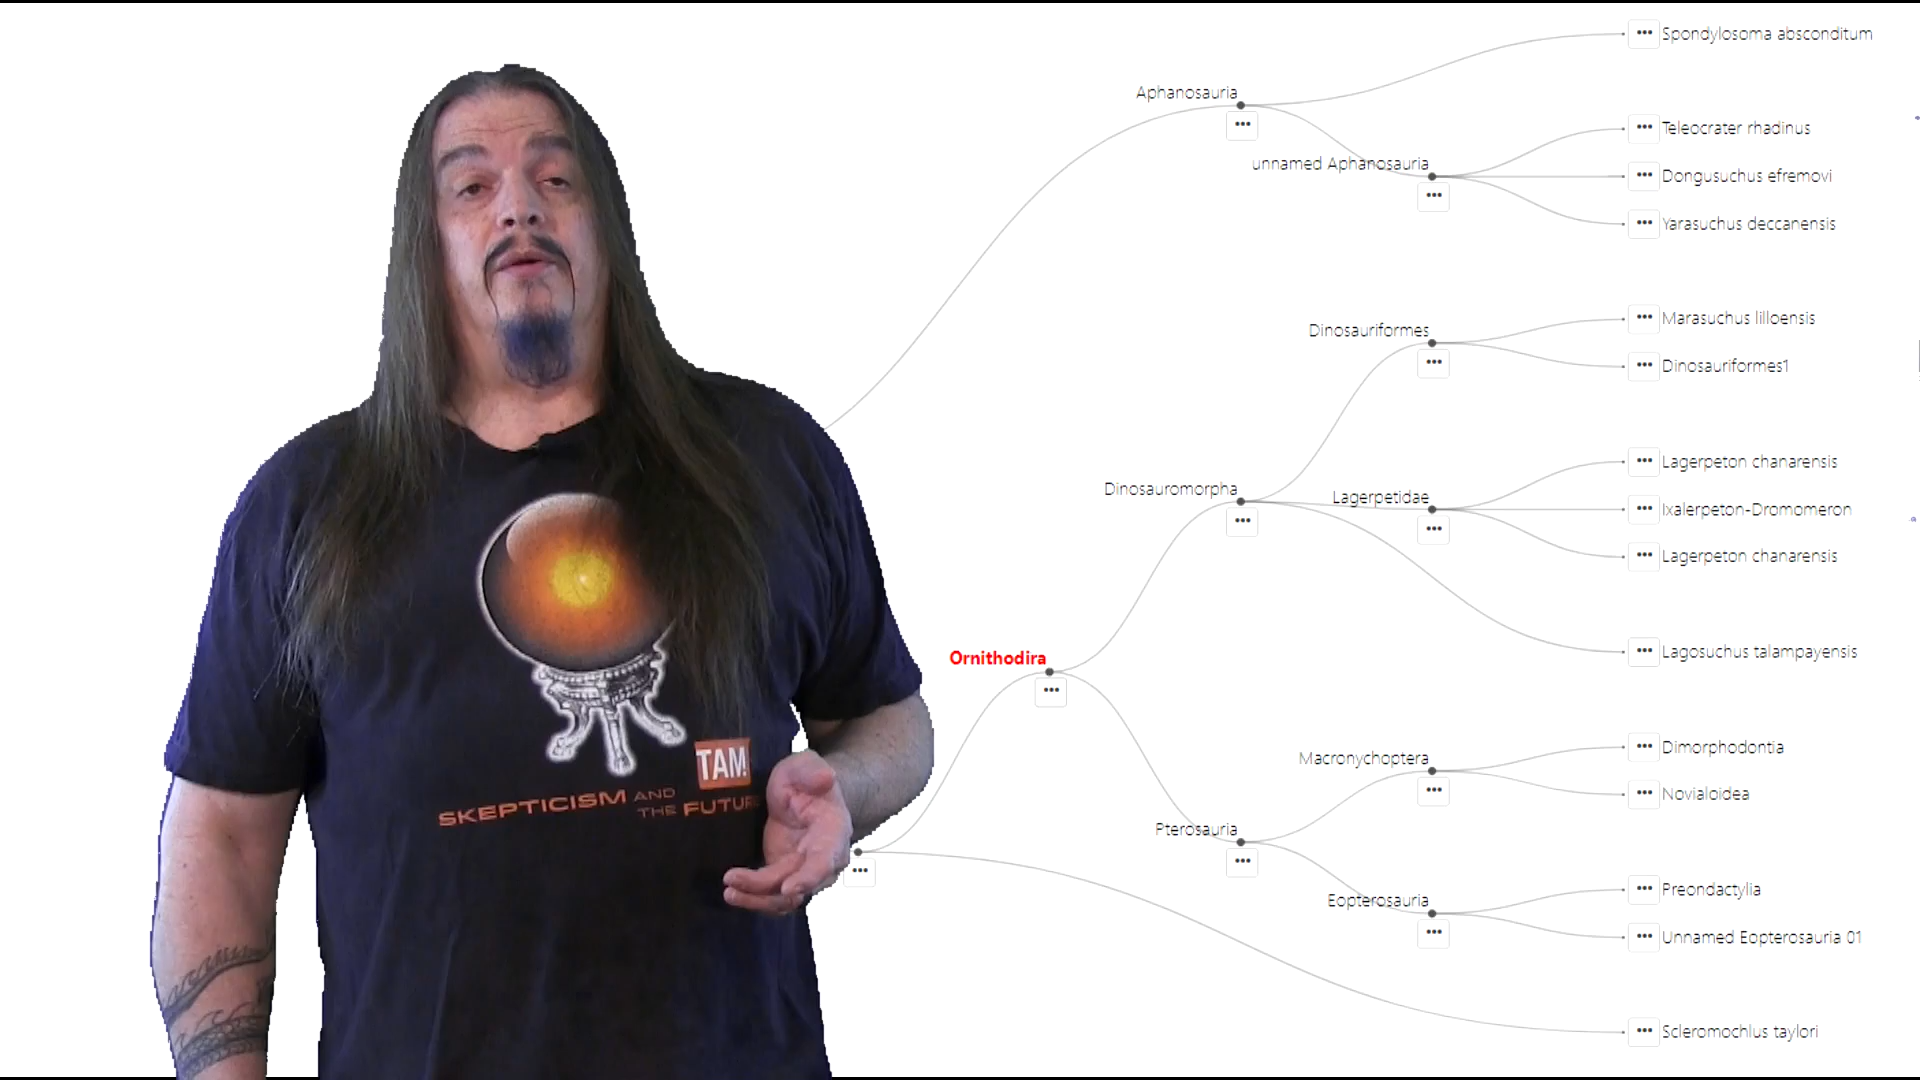 Spondylosoma absconditum
Aphanosauria
Teleocrater rhadinus
unnamed Aphanosauria
Dongusuchus efremovi
Yarasuchus deccanensis
Marasuchus lilloensis
Dinosauriformes
Dinosauriformes1
Lagerpeton chanarensis
Dinosauromorpha
Lagerpetidae
Ixalerpeton-Dromomeron
Lagerpeton chanarensis
Lagosuchus talampayensis
Ornithodira
Dimorphodontia
Macronychoptera
Novialoidea
Pterosauria
Preondactylia
Eopterosauria
Unnamed Eopterosauria 01
Scleromochlus taylori
TAM!
SKEPTICISM AND
THE FUTURE